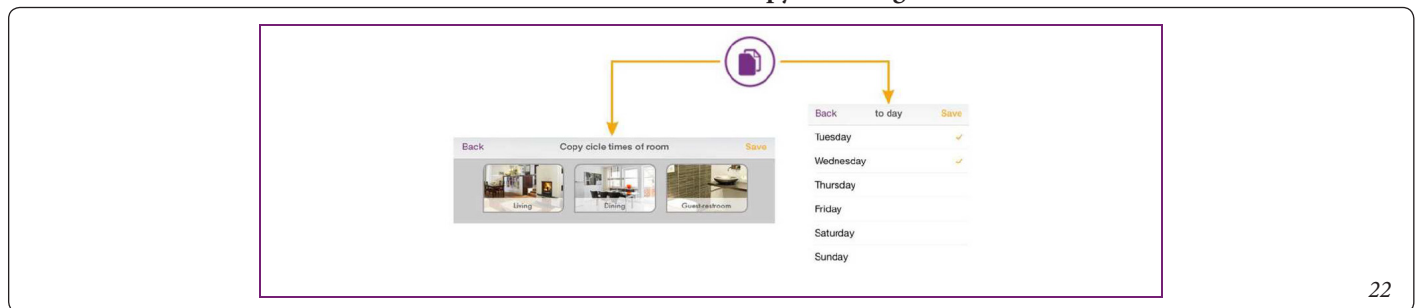 Back
Copy cicle times of room
Save
Living
Dining
Guest-restroom
Back
to day
Save
Tuesday
Wednesday
Thursday
Friday
Saturday
Sunday
22